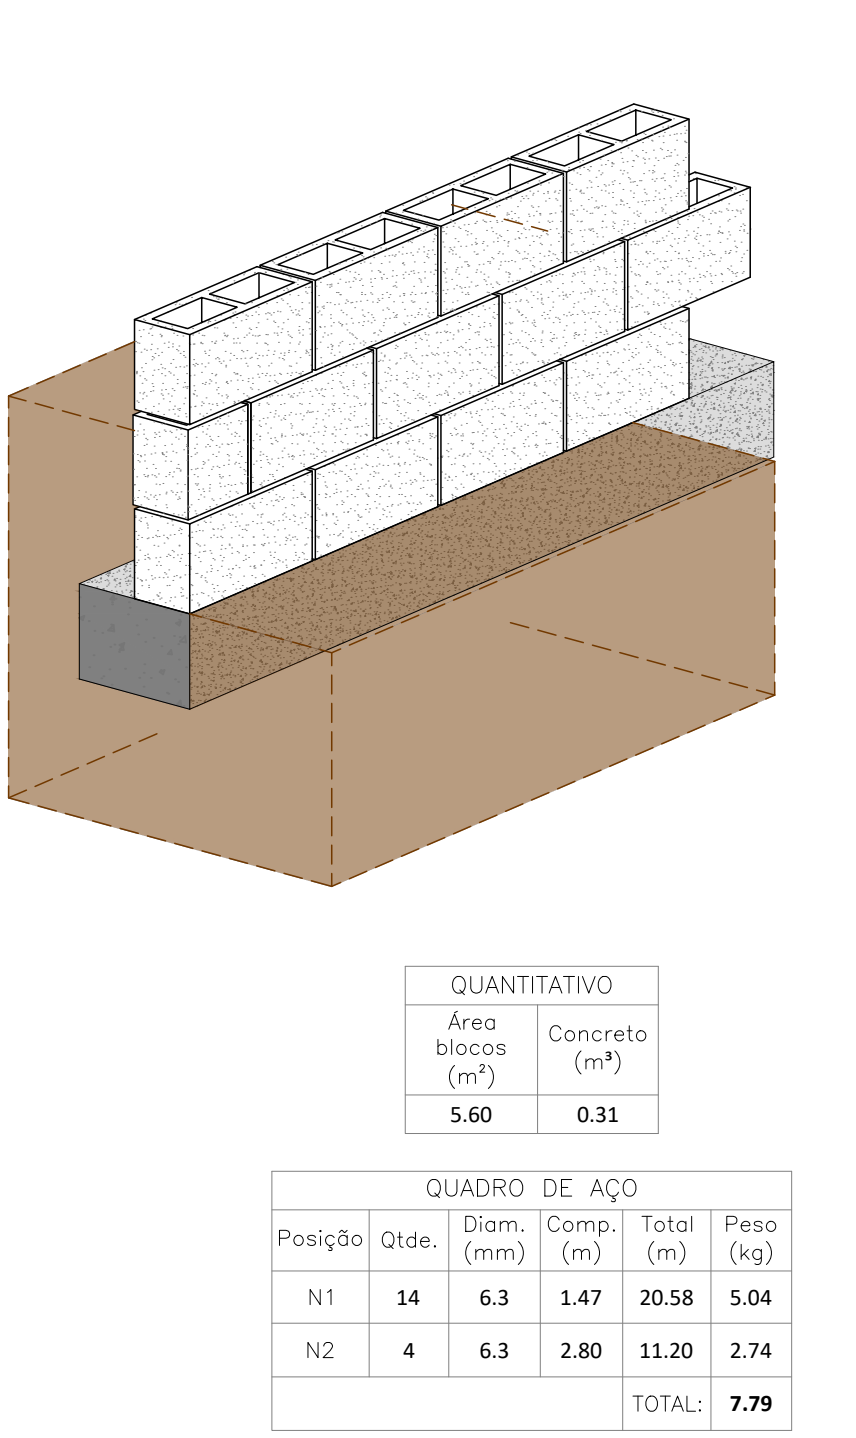 QUANTITATIVO
Área blocos (m²) Concreto (m³)
5.60 0.31
QUADRO DE AÇO
Posição Qtde. Diam. (mm) Comp. (m) Total (m) Peso (kg)
N1 14 6.3 1.47 20.58 5.04
N2 4 6.3 2.80 11.20 2.74
TOTAL: 7.79